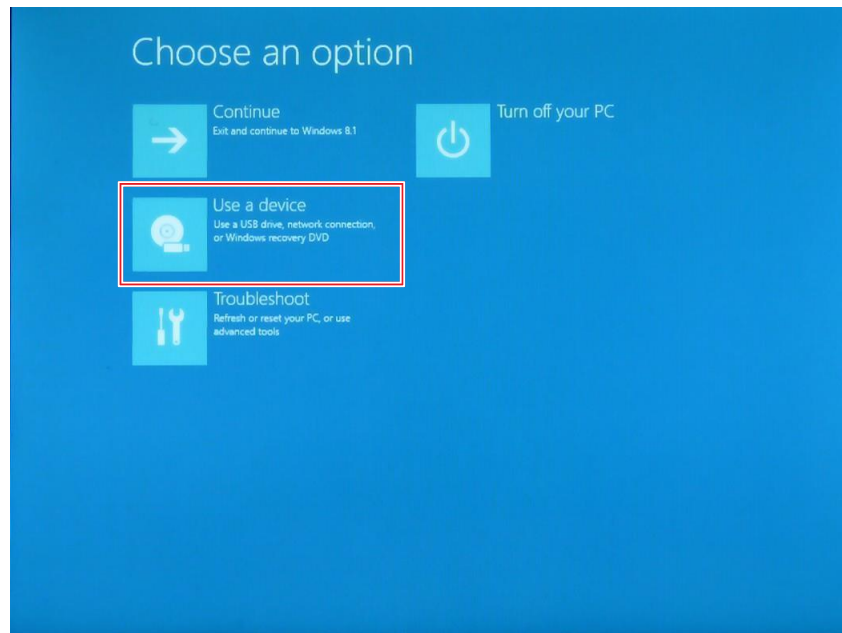 Choose an option
Continue
Exit and continue to Windows 8.1
Turn off your PC
Use a device
Use a USB drive, network connection,
or Windows recovery DVD
Troubleshoot
Refresh or reset your PC, or use
advanced tools